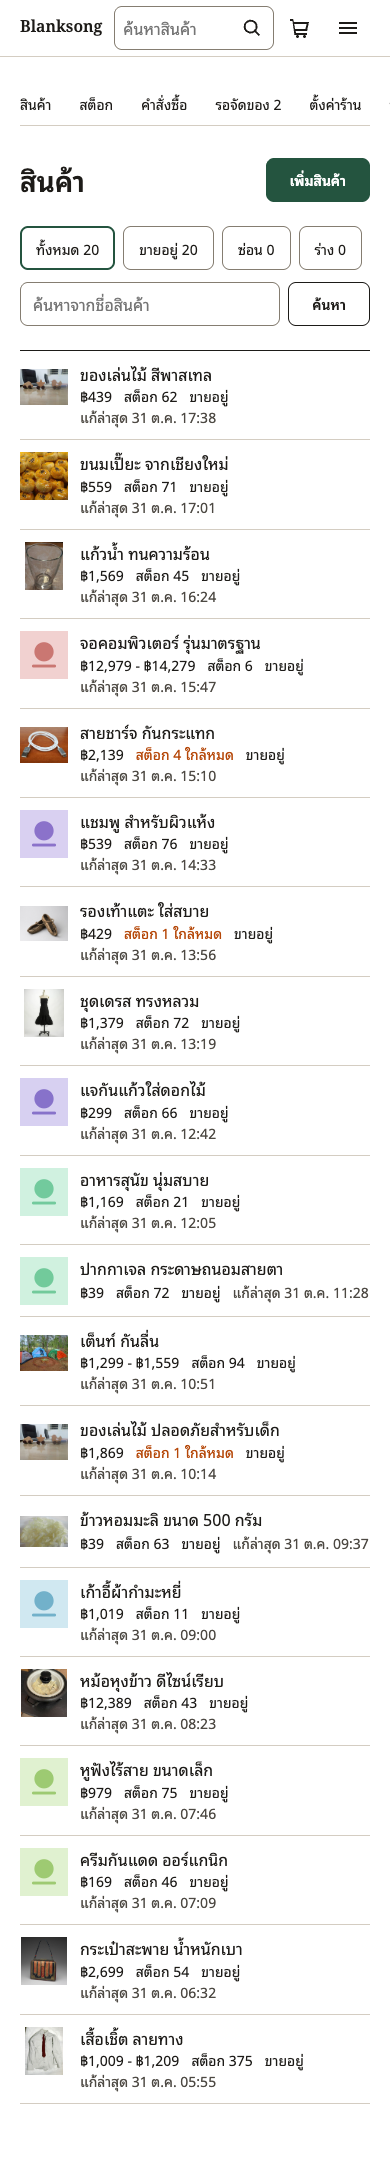 Blanksong
ค้นหาสินค้า
สินค้า สต็อก คำสั่งซื้อ รอจัดของ 2 ตั้งค่าร้าน
สินค้า
เพิ่มสินค้า
ทั้งหมด 20 ขายอยู่ 20 ซ่อน 0 ร่าง 0
ค้นหาจากชื่อสินค้า
ค้นหา
ของเล่นไม้ สีพาสเทล
฿439 สต็อก 62 ขายอยู่
แก้ล่าสุด 31 ต.ค. 17:38
ขนมเปี๊ยะ จากเชียงใหม่
฿559 สต็อก 71 ขายอยู่
แก้ล่าสุด 31 ต.ค. 17:01
แก้วน้ำ ทนความร้อน
฿1,569 สต็อก 45 ขายอยู่
แก้ล่าสุด 31 ต.ค. 16:24
จอคอมพิวเตอร์ รุ่นมาตรฐาน
฿12,979 - ฿14,279 สต็อก 6 ขายอยู่
แก้ล่าสุด 31 ต.ค. 15:47
สายชาร์จ กันกระแทก
฿2,139 สต็อก 4 ใกล้หมด ขายอยู่
แก้ล่าสุด 31 ต.ค. 15:10
แชมพู สำหรับผิวแห้ง
฿539 สต็อก 76 ขายอยู่
แก้ล่าสุด 31 ต.ค. 14:33
รองเท้าแตะ ใส่สบาย
฿429 สต็อก 1 ใกล้หมด ขายอยู่
แก้ล่าสุด 31 ต.ค. 13:56
ชุดเดรส ทรงหลวม
฿1,379 สต็อก 72 ขายอยู่
แก้ล่าสุด 31 ต.ค. 13:19
แจกันแก้วใส่ดอกไม้
฿299 สต็อก 66 ขายอยู่
แก้ล่าสุด 31 ต.ค. 12:42
อาหารสุนัข นุ่มสบาย
฿1,169 สต็อก 21 ขายอยู่
แก้ล่าสุด 31 ต.ค. 12:05
ปากกาเจล กระดาษถนอมสายตา
฿39 สต็อก 72 ขายอยู่ แก้ล่าสุด 31 ต.ค. 11:28
เต็นท์ กันลื่น
฿1,299 - ฿1,559 สต็อก 94 ขายอยู่
แก้ล่าสุด 31 ต.ค. 10:51
ของเล่นไม้ ปลอดภัยสำหรับเด็ก
฿1,869 สต็อก 1 ใกล้หมด ขายอยู่
แก้ล่าสุด 31 ต.ค. 10:14
ข้าวหอมมะลิ ขนาด 500 กรัม
฿39 สต็อก 63 ขายอยู่ แก้ล่าสุด 31 ต.ค. 09:37
เก้าอี้ผ้ากำมะหยี่
฿1,019 สต็อก 11 ขายอยู่
แก้ล่าสุด 31 ต.ค. 09:00
หม้อหุงข้าว ดีไซน์เรียบ
฿12,389 สต็อก 43 ขายอยู่
แก้ล่าสุด 31 ต.ค. 08:23
หูฟังไร้สาย ขนาดเล็ก
฿979 สต็อก 75 ขายอยู่
แก้ล่าสุด 31 ต.ค. 07:46
ครีมกันแดด ออร์แกนิก
฿169 สต็อก 46 ขายอยู่
แก้ล่าสุด 31 ต.ค. 07:09
กระเป๋าสะพาย น้ำหนักเบา
฿2,699 สต็อก 54 ขายอยู่
แก้ล่าสุด 31 ต.ค. 06:32
เสื้อเชิ้ต ลายทาง
฿1,009 - ฿1,209 สต็อก 375 ขายอยู่
แก้ล่าสุด 31 ต.ค. 05:55